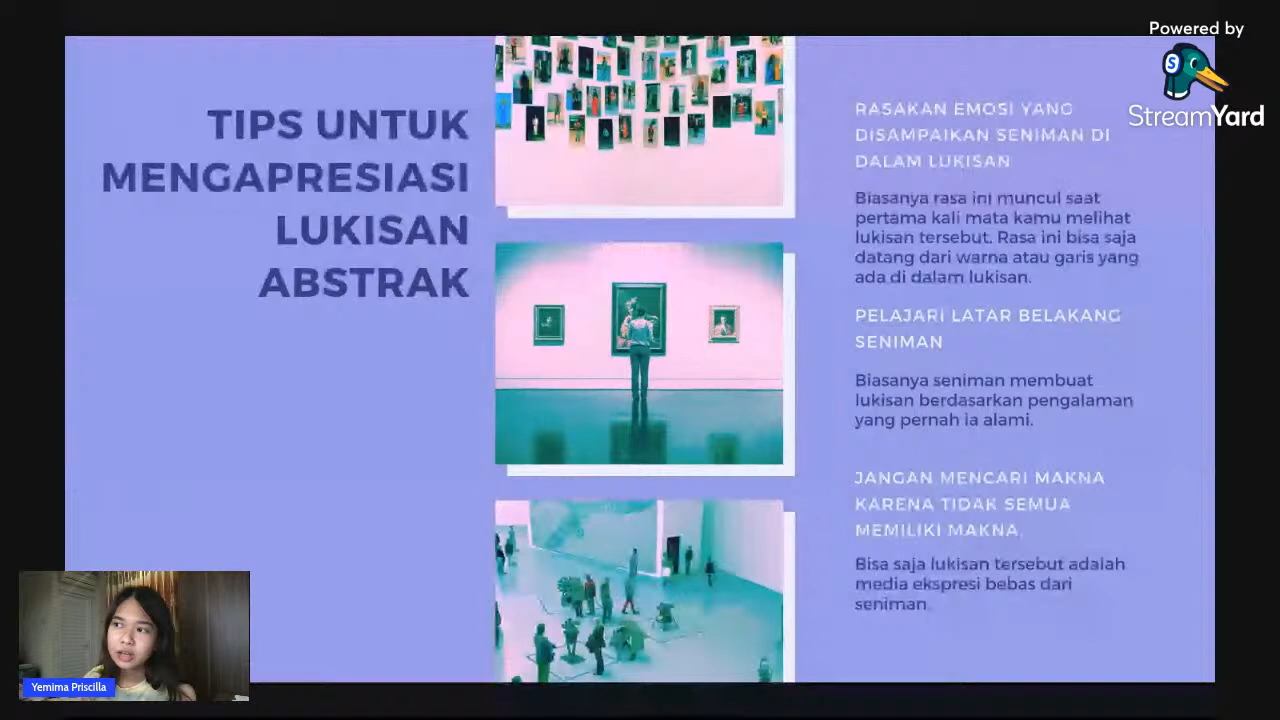 Powered by
StreamYard
TIPS UNTUK
MENGAPRESIASI
LUKISAN
ABSTRAK
RASAKAN EMOSI YANG
DISAMPAIKAN SENIMAN DI
DALAM LUKISAN
Biasanya rasa ini muncul saat
pertama kali mata kamu melihat
lukisan tersebut. Rasa ini bisa saja
datang dari warna atau garis yang
ada di dalam lukisan.
PELAJARI LATAR BELAKANG
SENIMAN
Biasanya seniman membuat
lukisan berdasarkan pengalaman
yang pernah ia alami.
JANGAN MENCARI MAKNA
KARENA TIDAK SEMUA
MEMILIKI MAKNA.
Bisa saja lukisan tersebut adalah
media ekspresi bebas dari
seniman.
Yemima Priscilla